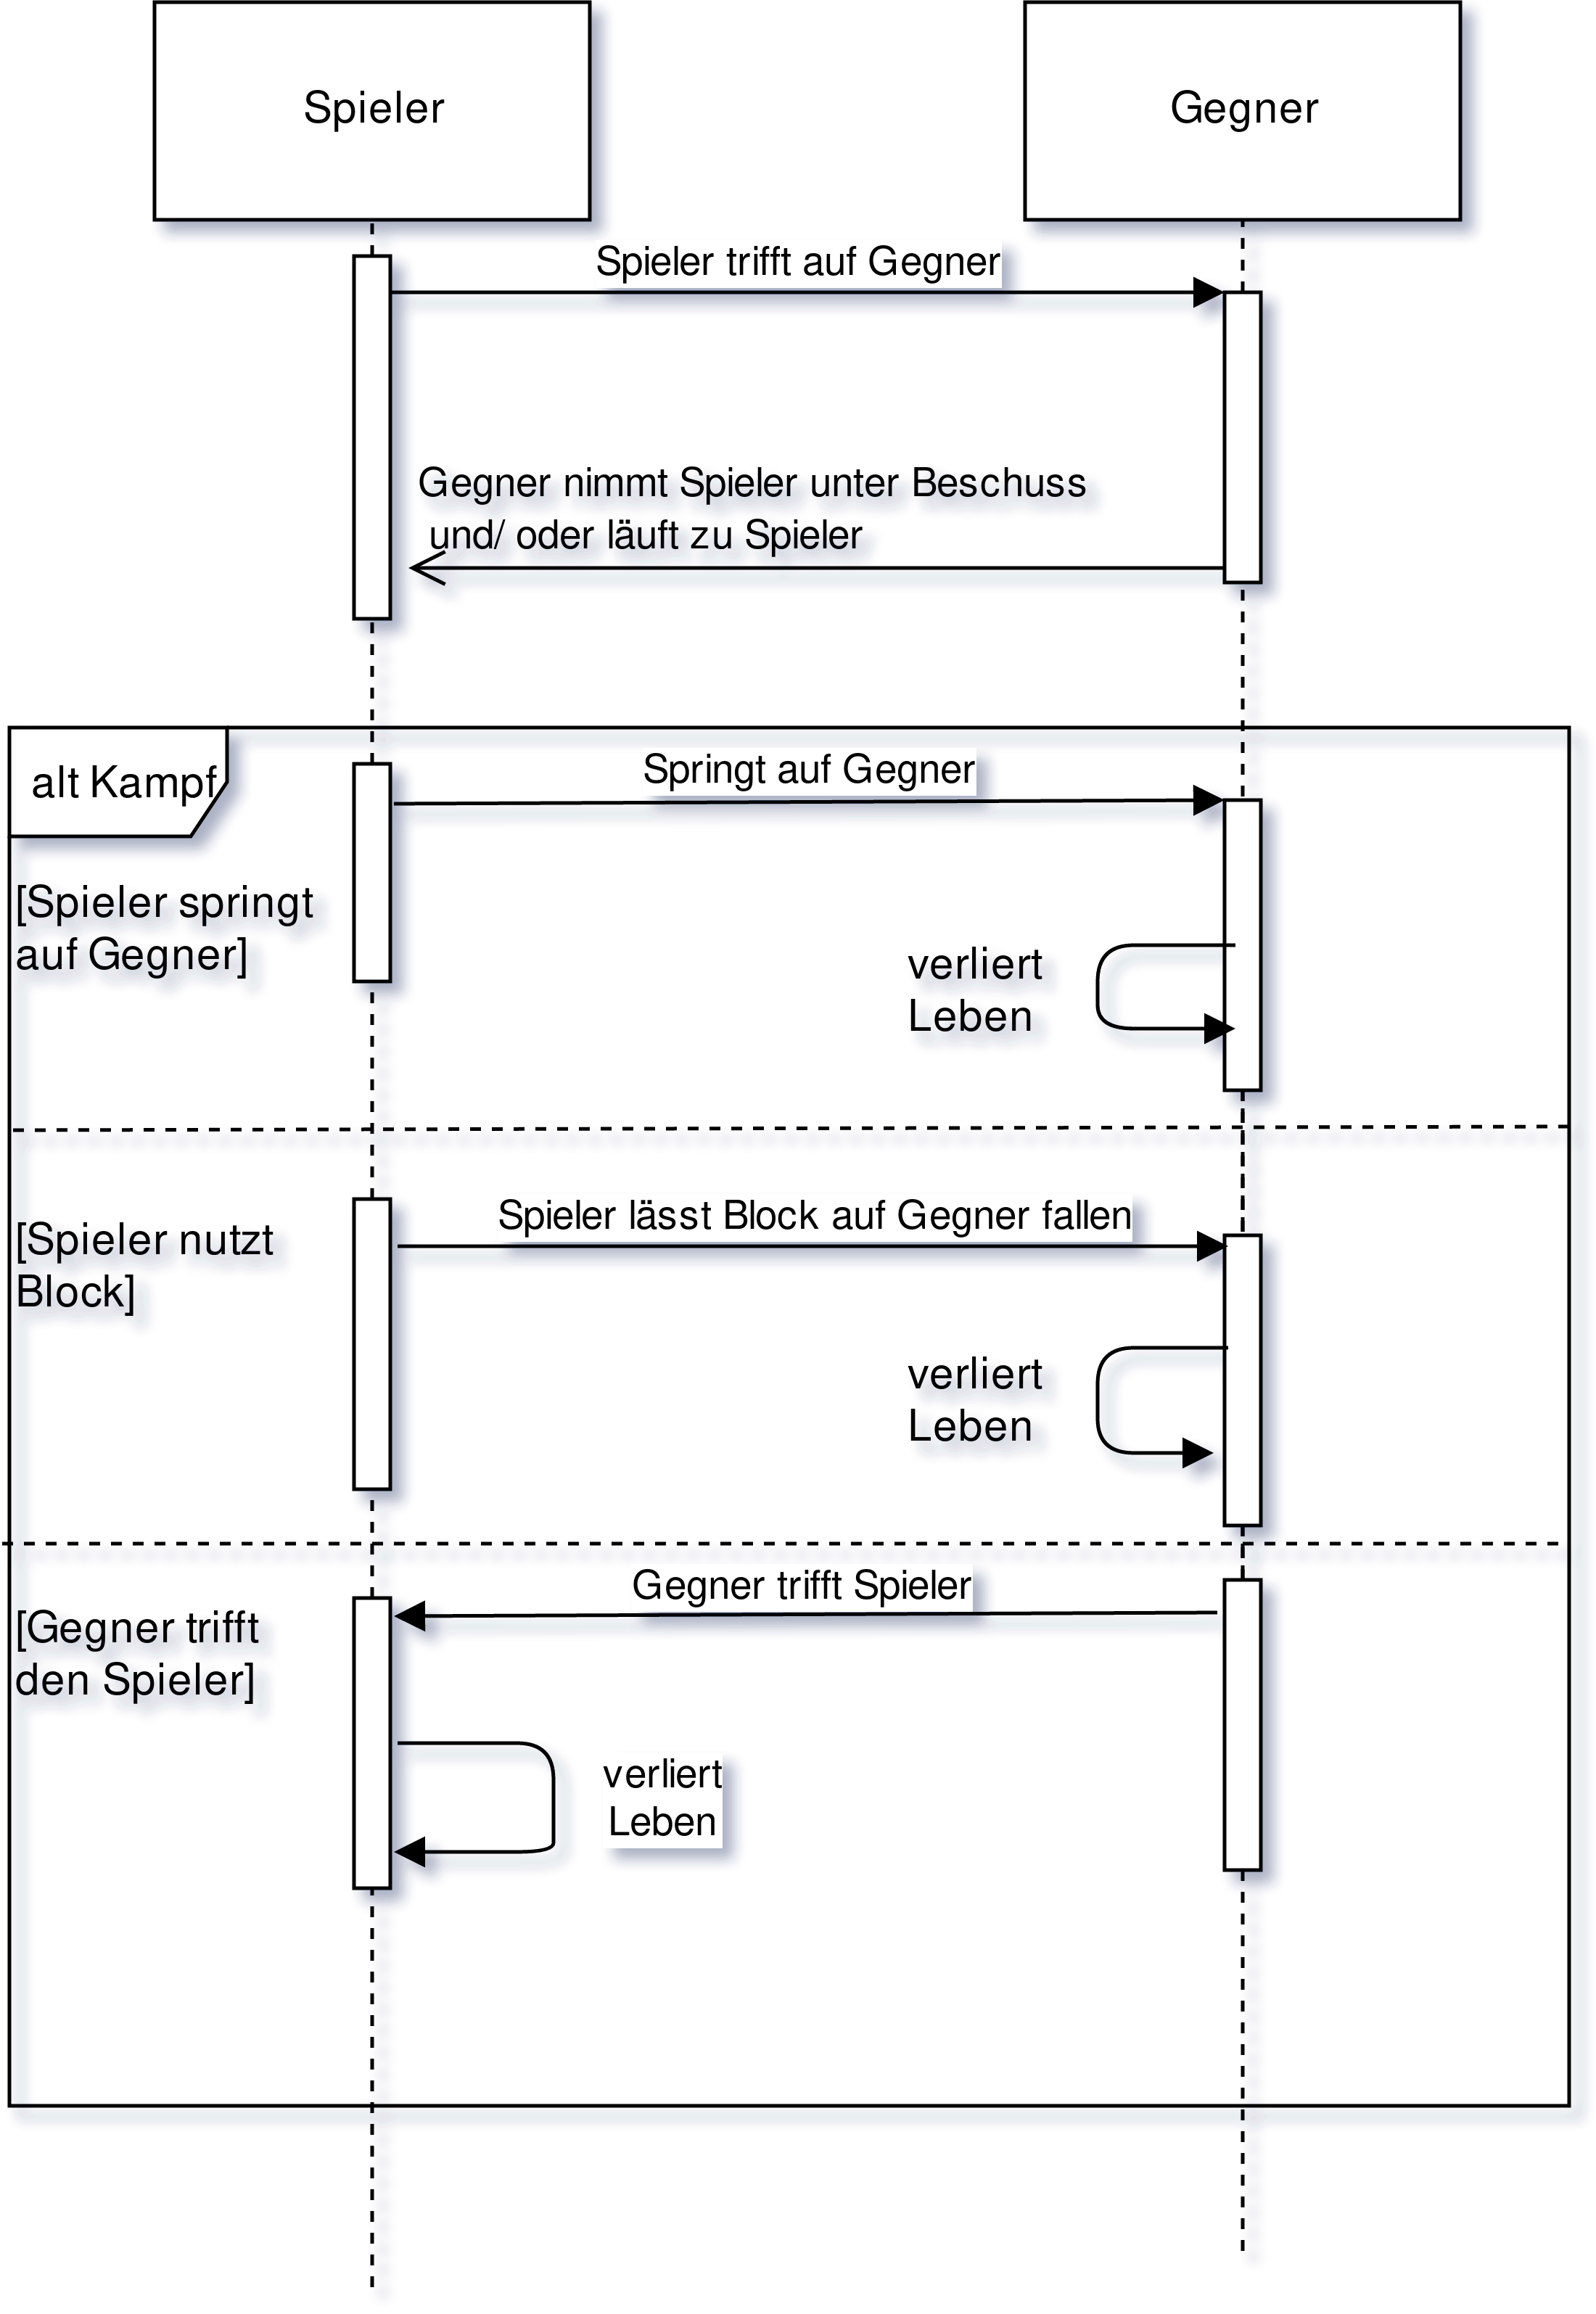 Spieler
Gegner
Spieler trifft auf Gegner
Gegner nimmt Spieler unter Beschuss
und/ oder läuft zu Spieler
alt Kampf
Springt auf Gegner
[Spieler springt
auf Gegner]
verliert
Leben
Spieler lässt Block auf Gegner fallen
[Spieler nutzt
Block]
verliert
Leben
Gegner trifft Spieler
[Gegner trifft
den Spieler]
verliert
Leben